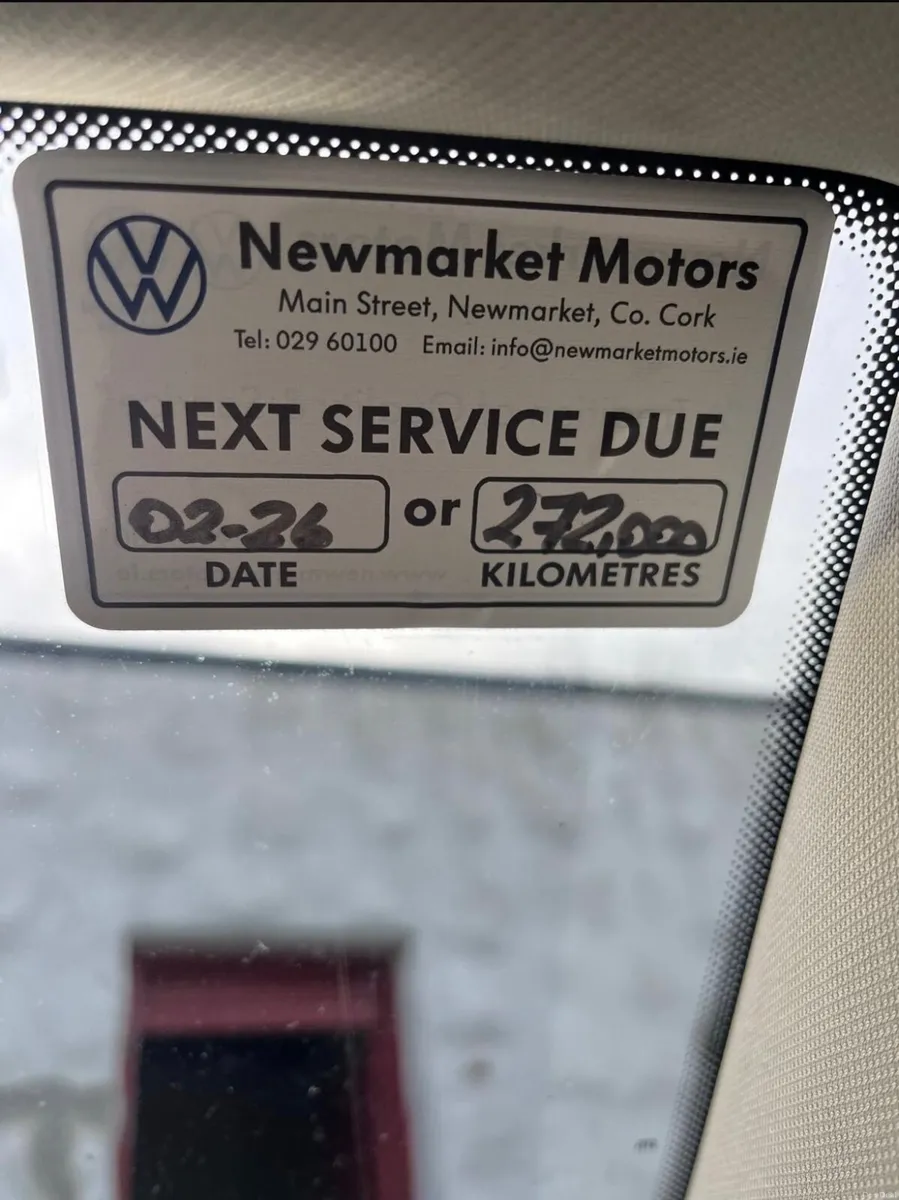 Newmarket Motors
Main Street, Newmarket, Co. Cork
Tel: 029 60100 Email: info@newmarketmotors.ie
NEXT SERVICE DUE
02-26 or 272,000
DATE KILOMETRES